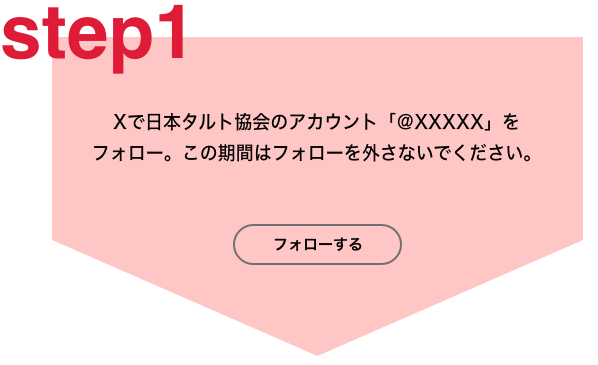 step1
Xで日本タルト協会のアカウント「@XXXXX」を
フォロー。この期間はフォローを外さないでください。
フォローする